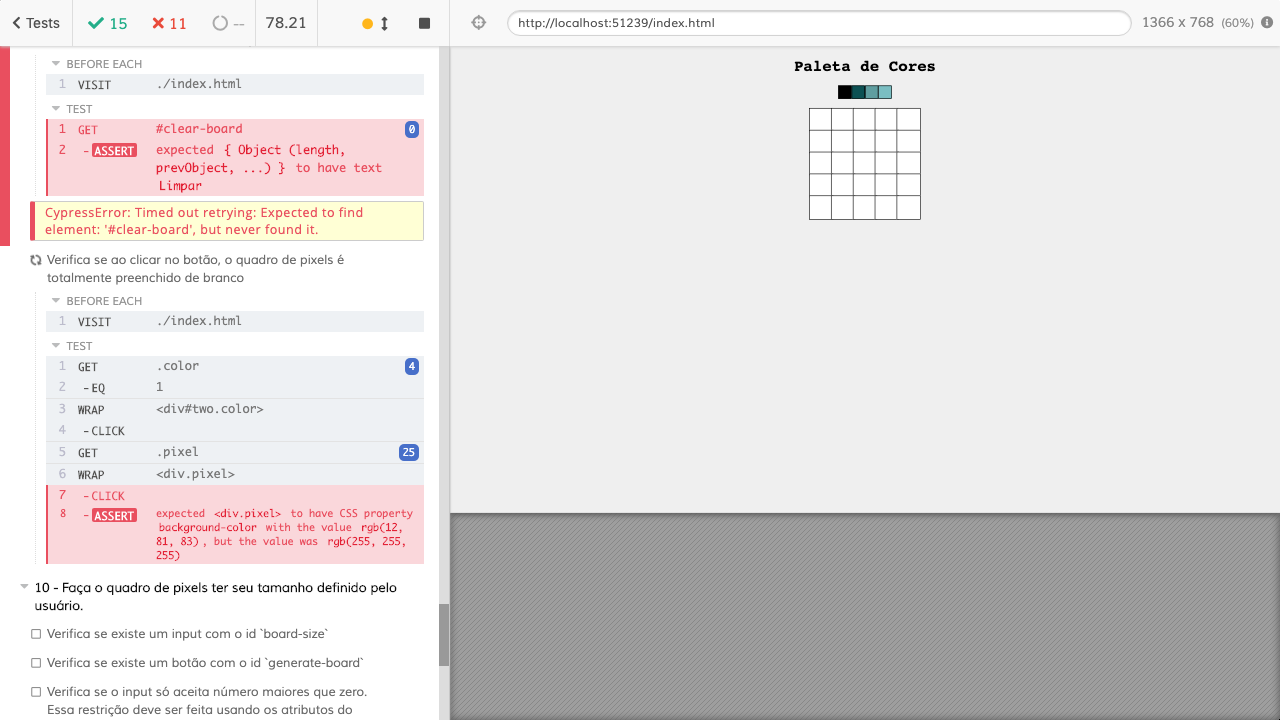 Tests
15
11
--
78.21
http://localhost:51239/index.html
1366 x 768 (60%)
BEFORE EACH
1 VISIT ./index.html
TEST
1 GET #clear-board 0
2 - ASSERT expected { Object (length,
prevObject, ...) } to have text
Limpar
CypressError: Timed out retrying: Expected to find
element: '#clear-board', but never found it.
Verifica se ao clicar no botão, o quadro de pixels é
totalmente preenchido de branco
BEFORE EACH
1 VISIT ./index.html
TEST
1 GET .color 4
2 - EQ 1
3 WRAP <div#two.color>
4 - CLICK
5 GET .pixel 25
6 WRAP <div.pixel>
7 - CLICK
8 - ASSERT expected <div.pixel> to have CSS property
background-color with the value rgb(12,
81, 83), but the value was rgb(255, 255,
255)
10 - Faça o quadro de pixels ter seu tamanho definido pelo
usuário.
Verifica se existe um input com o id `board-size`
Verifica se existe um botão com o id `generate-board`
Verifica se o input só aceita número maiores que zero.
Essa restrição deve ser feita usando os atributos do
Paleta de Cores